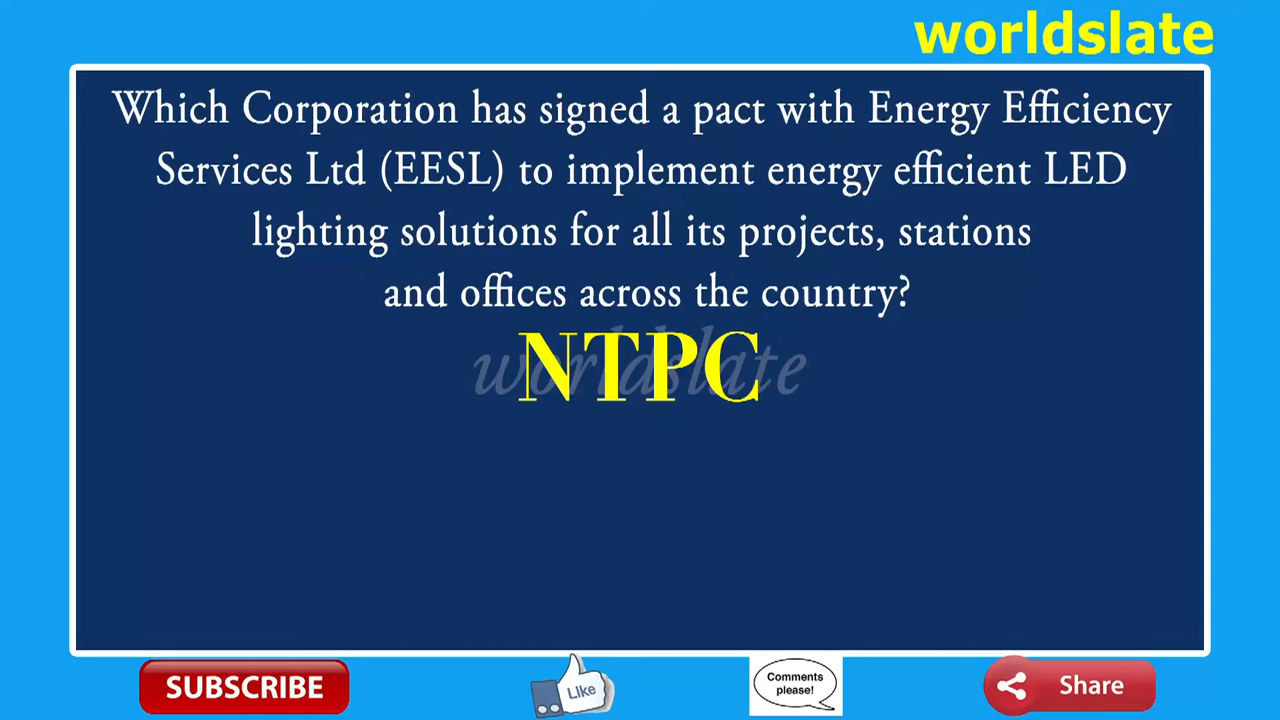 worldslate
Which Corporation has signed a pact with Energy Efficiency
Services Ltd (EESL) to implement energy efficient LED
lighting solutions for all its projects, stations
and offices across the country?
worldslate
NTPC
SUBSCRIBE
Like
Comments
please!
Share